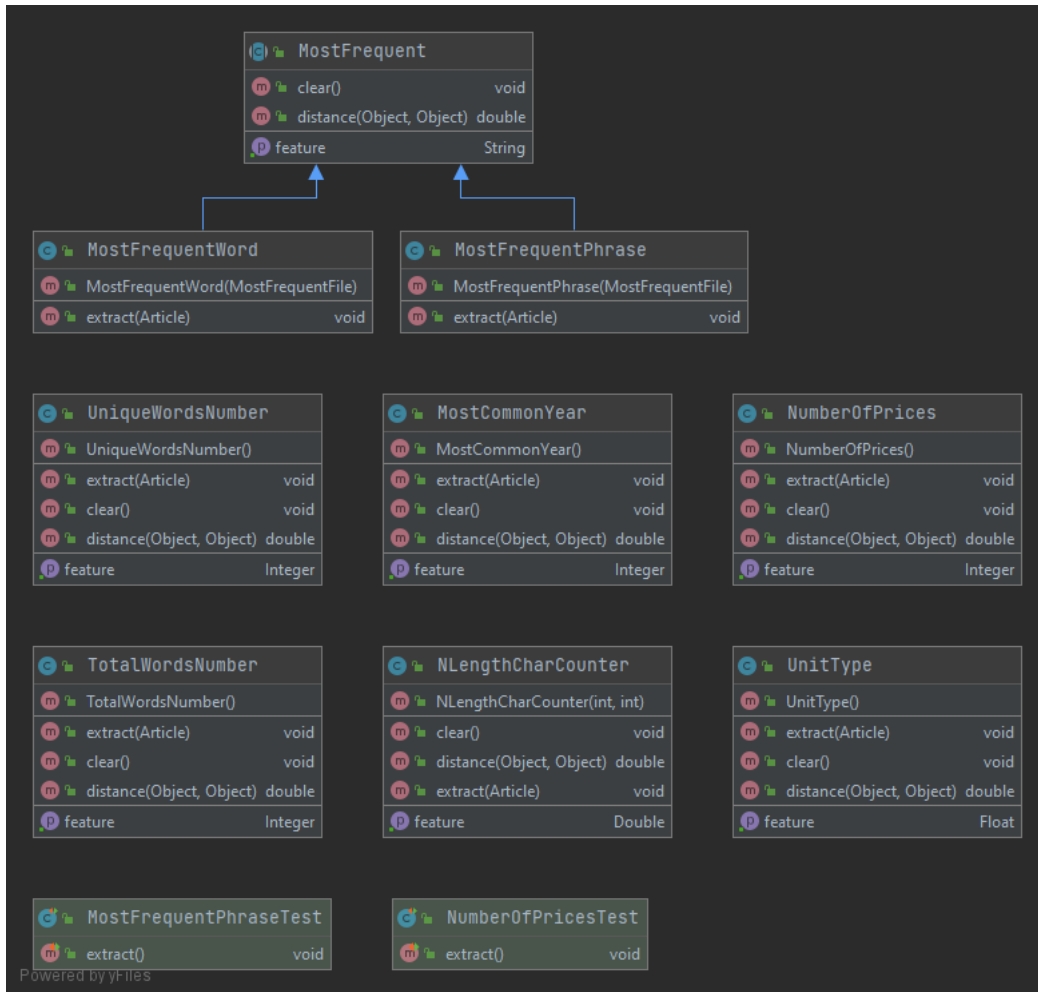 MostFrequent
clear() void
distance(Object, Object) double
feature String
MostFrequentWord
MostFrequentWord(MostFrequentFile)
extract(Article) void
MostFrequentPhrase
MostFrequentPhrase(MostFrequentFile)
extract(Article) void
UniqueWordsNumber
UniqueWordsNumber()
extract(Article) void
clear() void
distance(Object, Object) double
feature Integer
MostCommonYear
MostCommonYear()
extract(Article) void
clear() void
distance(Object, Object) double
feature Integer
NumberOfPrices
NumberOfPrices()
extract(Article) void
clear() void
distance(Object, Object) double
feature Integer
TotalWordsNumber
TotalWordsNumber()
extract(Article) void
clear() void
distance(Object, Object) double
feature Integer
NLengthCharCounter
NLengthCharCounter(int, int)
clear() void
distance(Object, Object) double
extract(Article) void
feature Double
UnitType
UnitType()
extract(Article) void
clear() void
distance(Object, Object) double
feature Float
MostFrequentPhraseTest
extract() void
NumberOfPricesTest
extract() void
Powered by yFiles